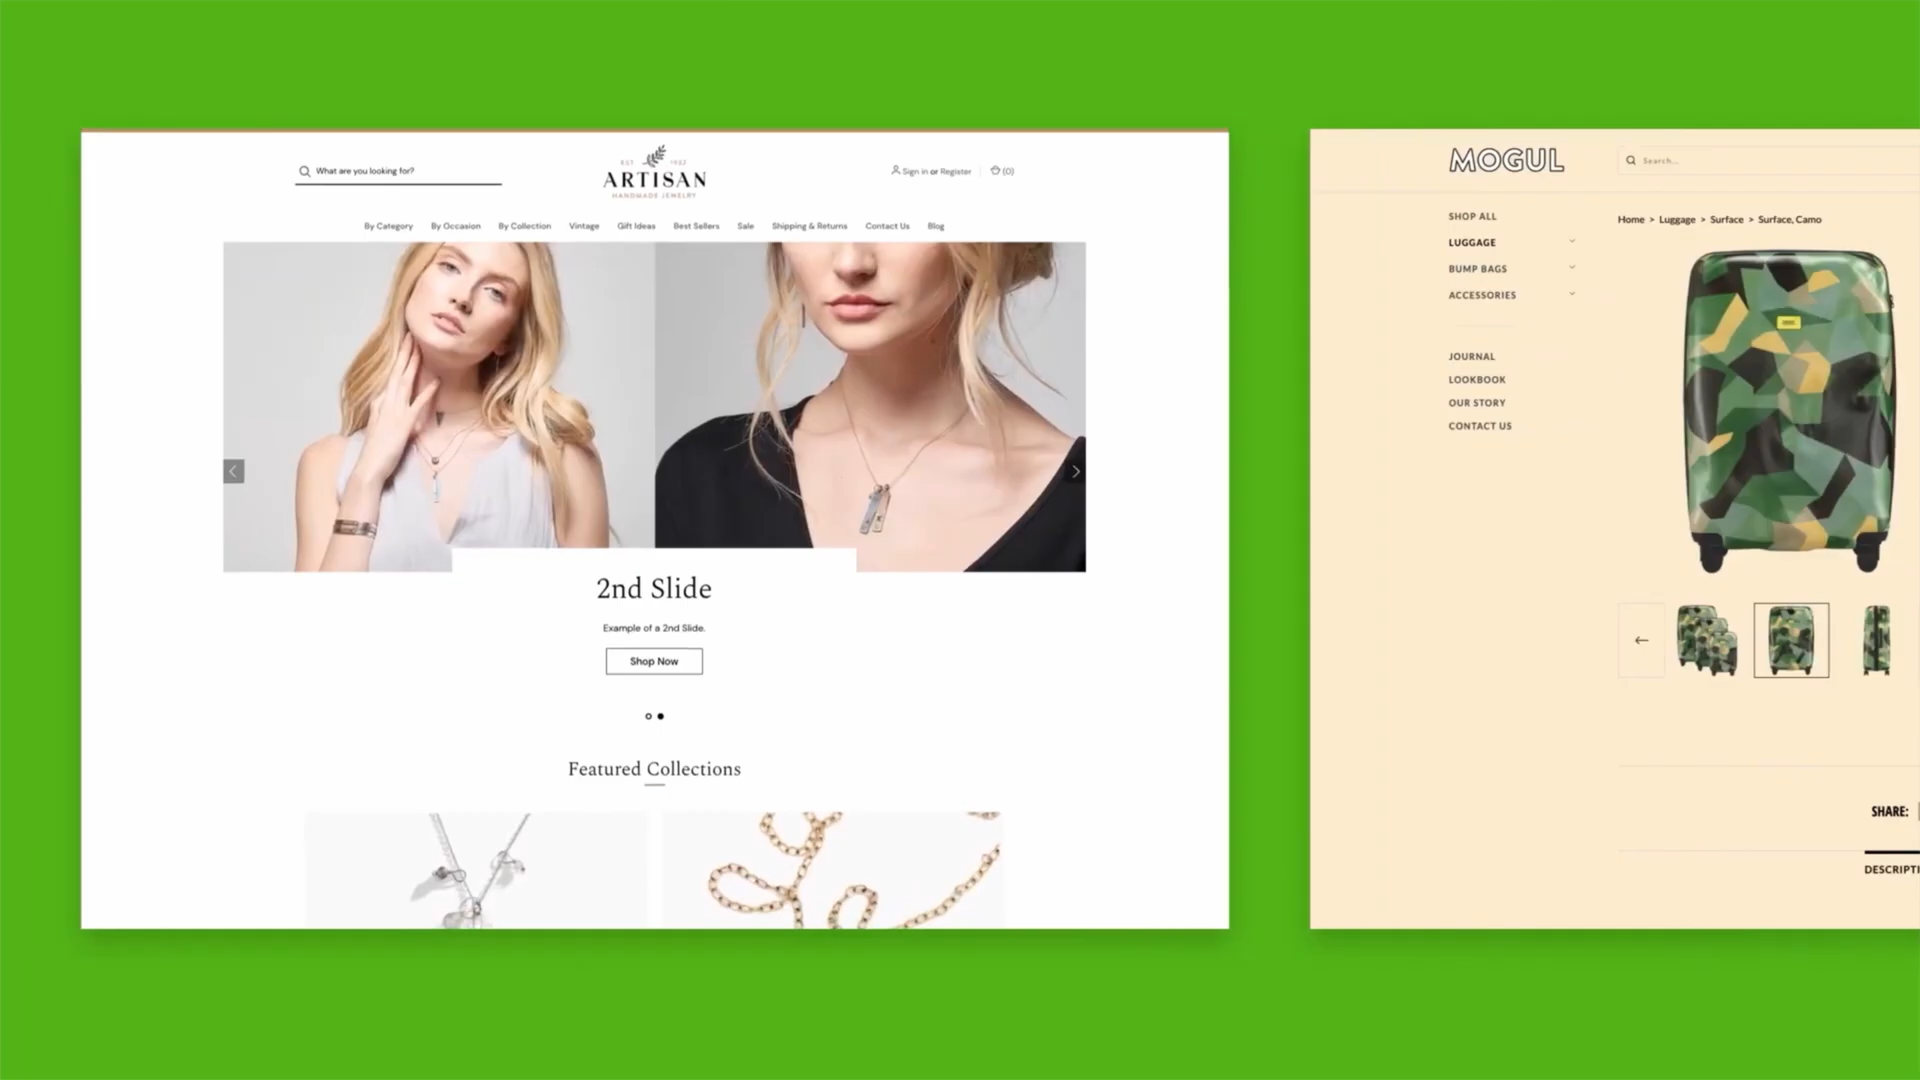 What are you looking for?
EST 1987
ARTISAN
HANDMADE JEWELRY
Sign in or Register
(0)
By Category By Occasion By Collection Vintage Gift Ideas Best Sellers Sale Shipping & Returns Contact Us Blog
2nd Slide
Example of a 2nd Slide.
Shop Now
Featured Collections
MOGUL
Search...
SHOP ALL
LUGGAGE
BUMP BAGS
ACCESSORIES
JOURNAL
LOOKBOOK
OUR STORY
CONTACT US
Home > Luggage > Surface > Surface, Camo
SHARE:
DESCRIPTI